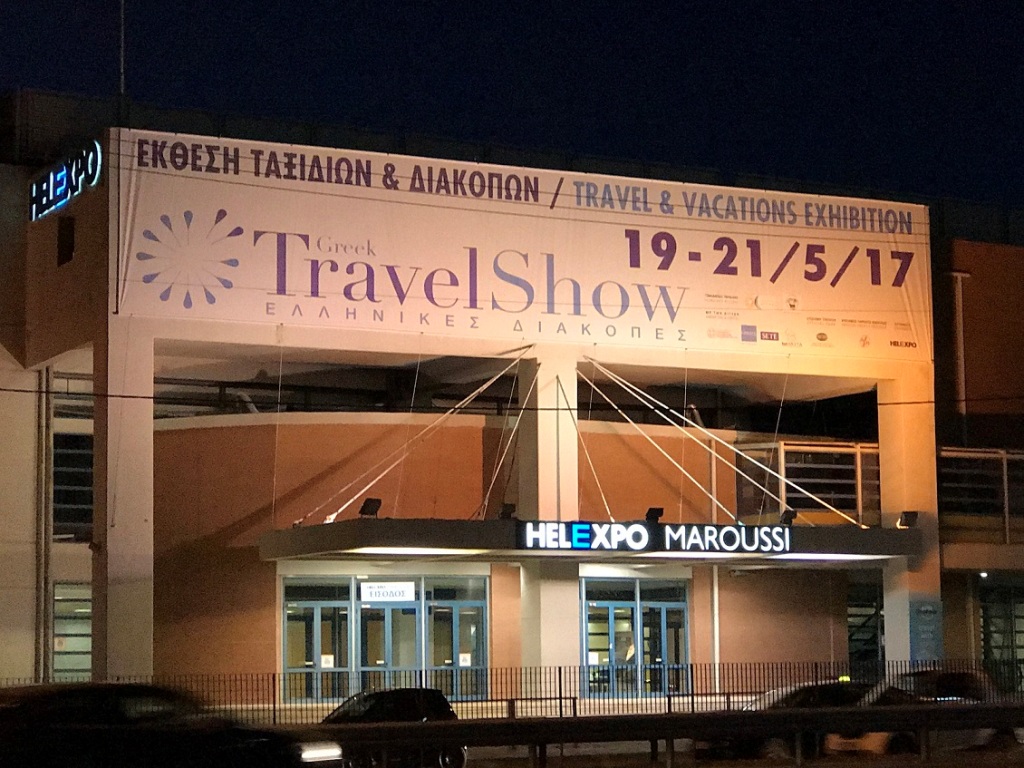 HELEXPO
ΕΚΘΕΣΗ ΤΑΞΙΔΙΩΝ & ΔΙΑΚΟΠΩΝ / TRAVEL & VACATIONS EXHIBITION
19-21/5/17
Greek
TravelShow
ΕΛΛΗΝΙΚΕΣ ΔΙΑΚΟΠΕΣ
SETE
HELEXPO
HELEXPO MAROUSSI
ΕΙΣΟΔΟΣ